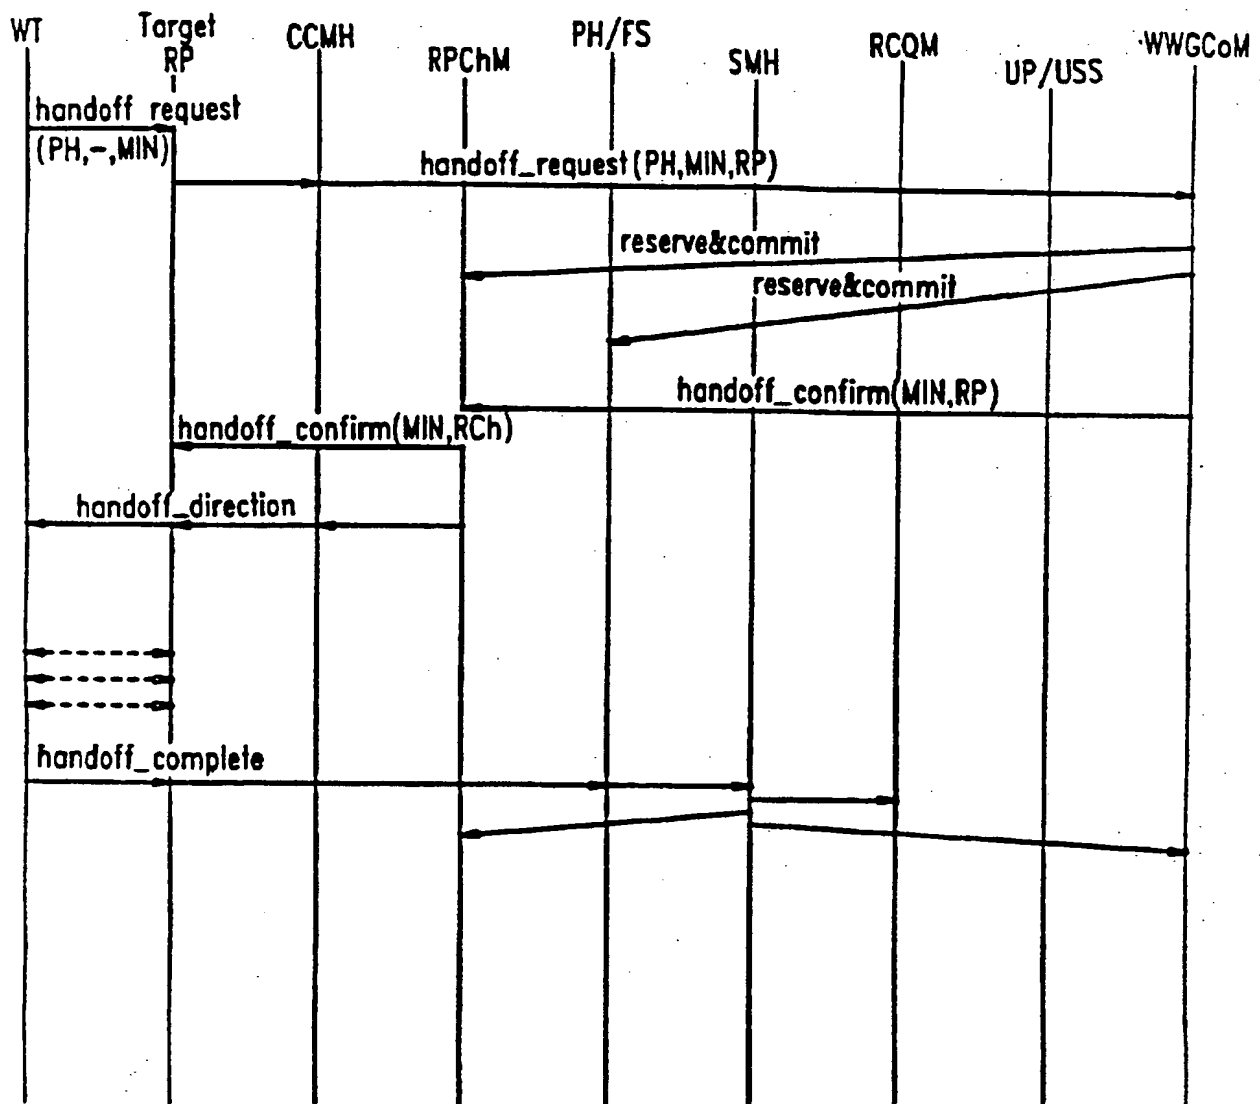 WT
Target
RP
CCMH
RPChM
PH/FS
SMH
RCQM
UP/USS
WWGCoM
handoff_request
(PH,-,MIN)
handoff_request(PH,MIN,RP)
reserve&commit
reserve&commit
handoff_confirm(MIN,RP)
handoff_confirm(MIN,RCh)
handoff_direction
handoff_complete